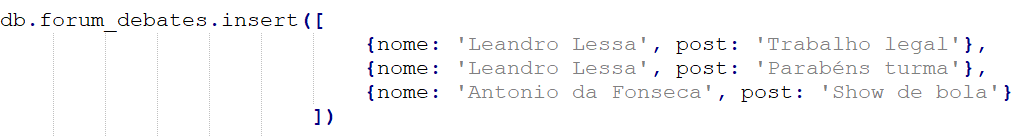 db.forum_debates.insert([
{nome: 'Leandro Lessa', post: 'Trabalho legal'},
{nome: 'Leandro Lessa', post: 'Parabéns turma'},
{nome: 'Antonio da Fonseca', post: 'Show de bola'}
])